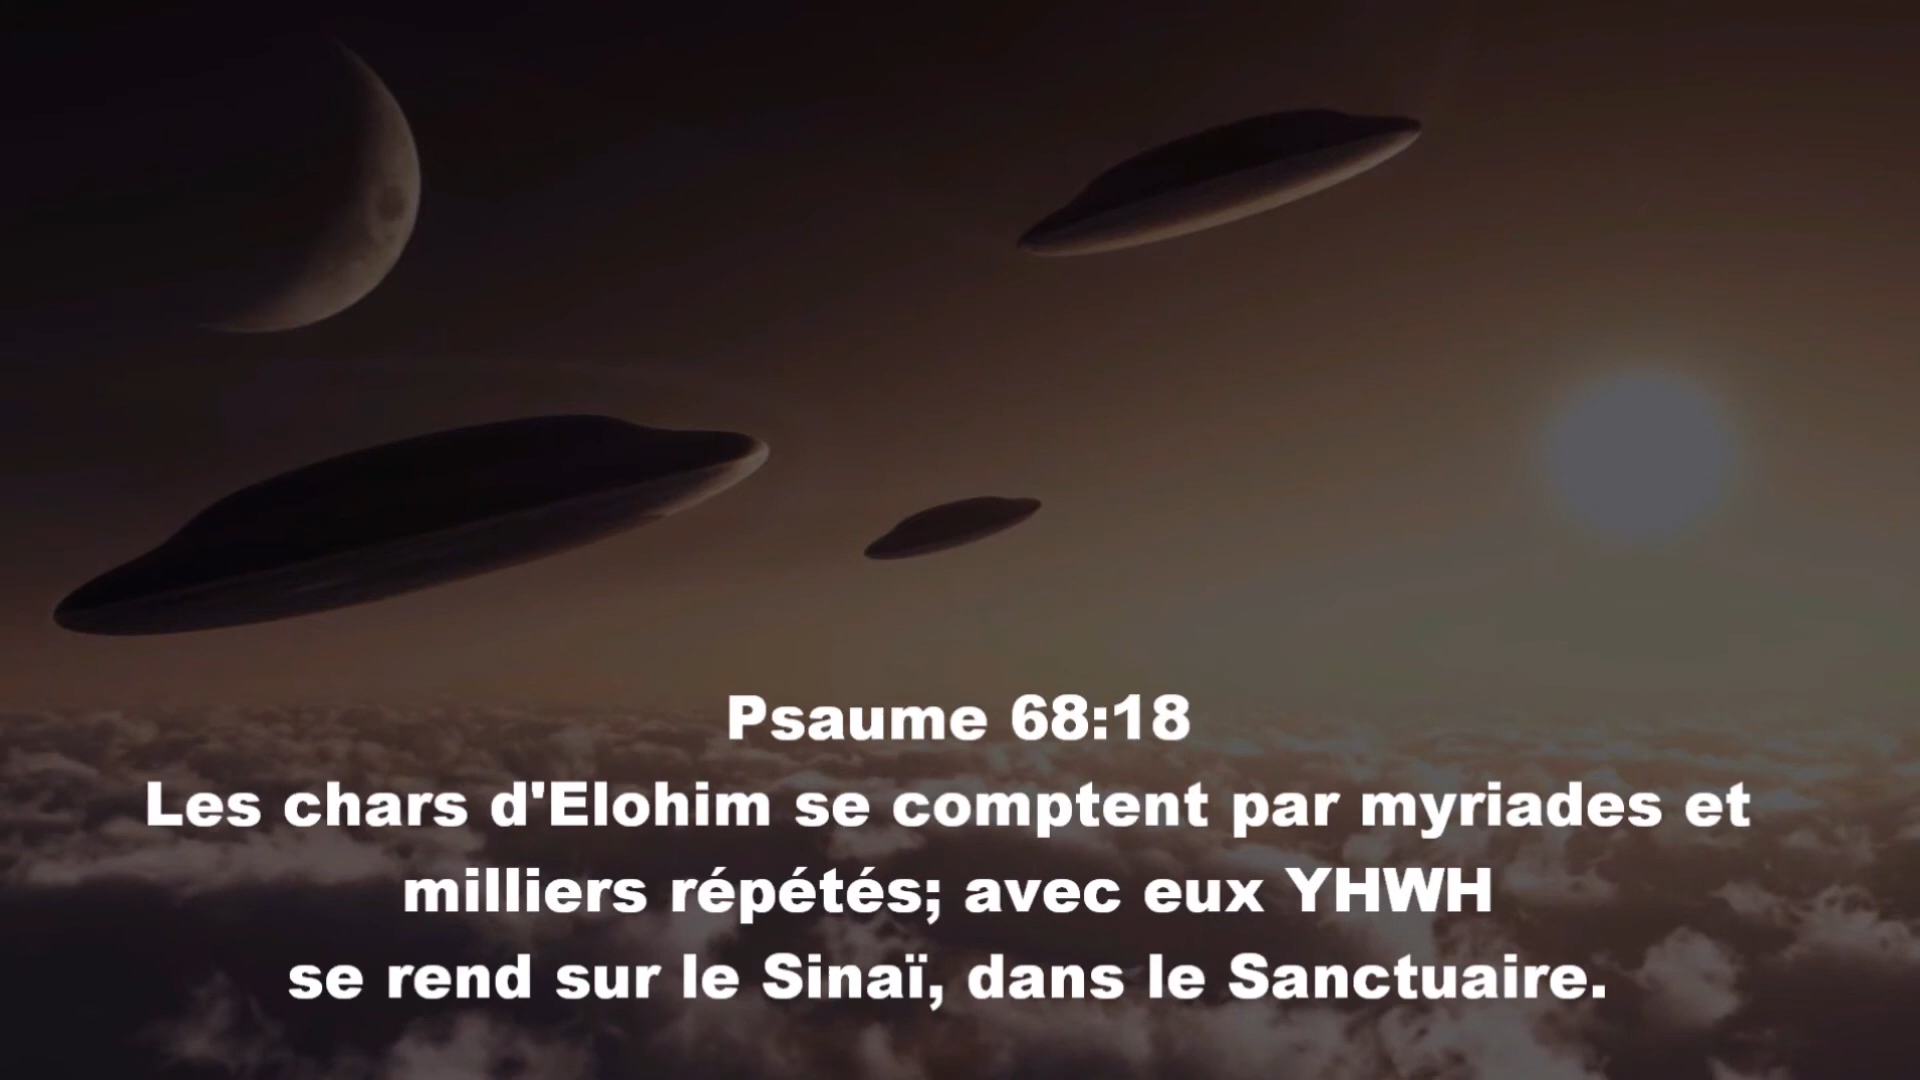 Psaume 68:18
Les chars d'Elohim se comptent par myriades et
milliers répétés; avec eux YHWH
se rend sur le Sinaï, dans le Sanctuaire.